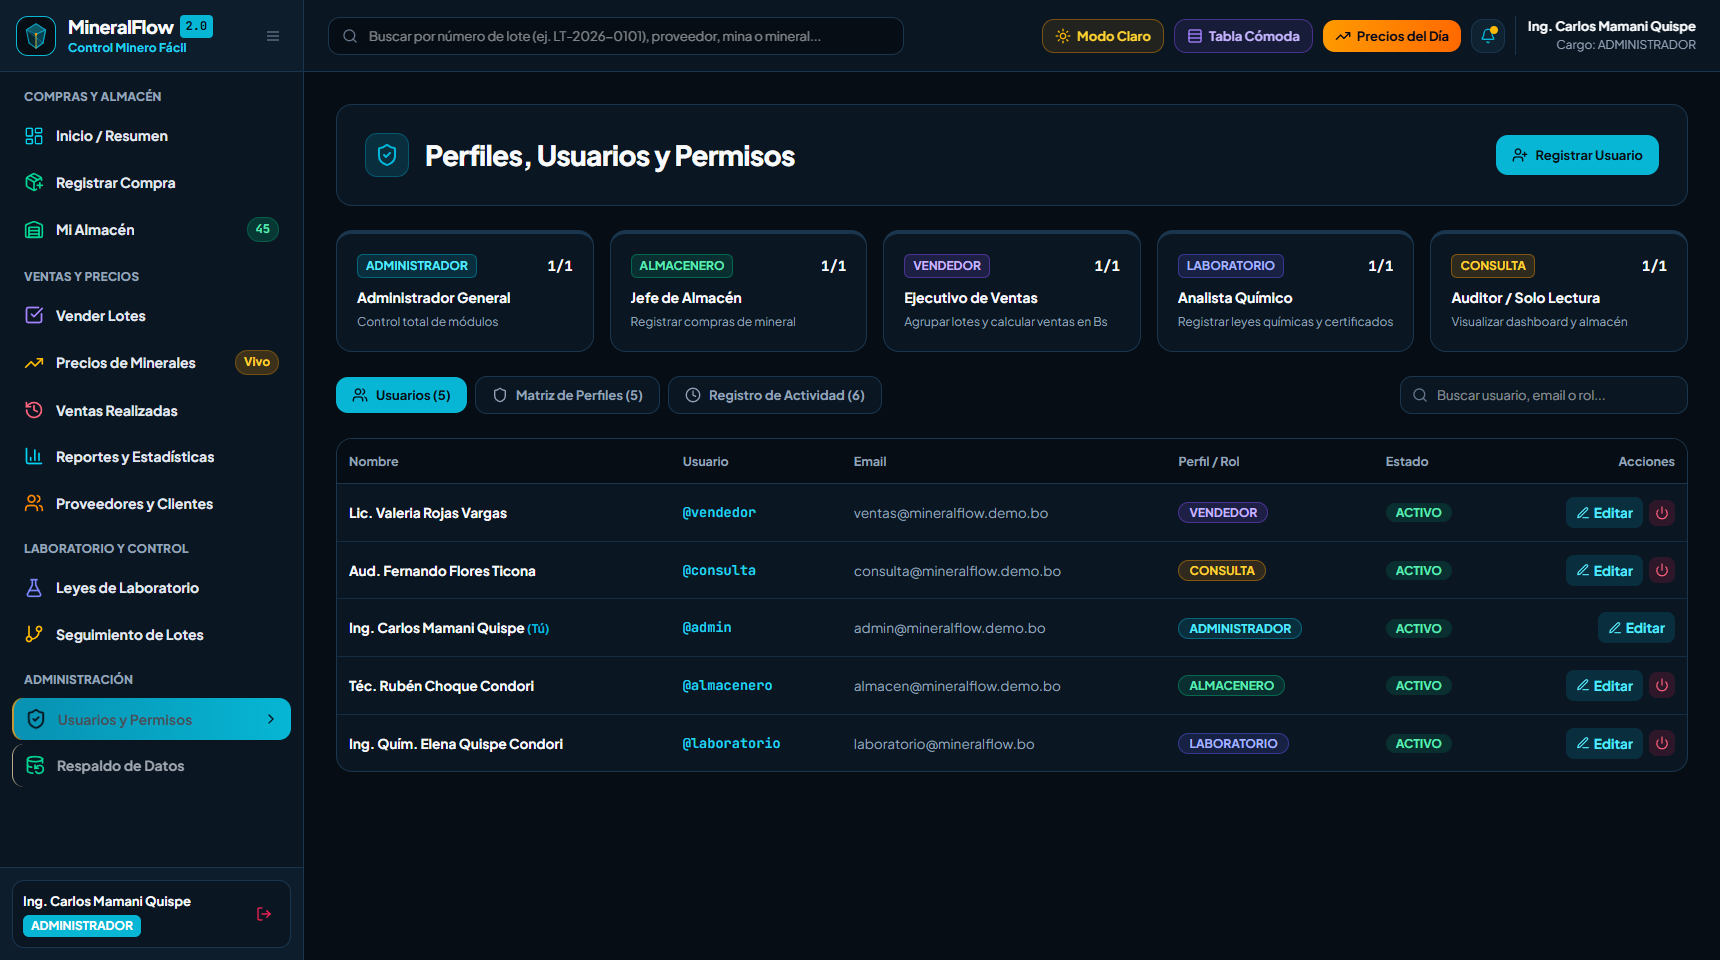 MineralFlow 2.0
Control Minero Fácil
Buscar por número de lote (ej. LT-2026-0101), proveedor, mina o mineral...
Modo Claro
Tabla Cómoda
Precios del Día
Ing. Carlos Mamani Quispe
Cargo: ADMINISTRADOR
COMPRAS Y ALMACÉN
Inicio / Resumen
Registrar Compra
Mi Almacén 45
VENTAS Y PRECIOS
Vender Lotes
Precios de Minerales Vivo
Ventas Realizadas
Reportes y Estadísticas
Proveedores y Clientes
LABORATORIO Y CONTROL
Leyes de Laboratorio
Seguimiento de Lotes
ADMINISTRACIÓN
Usuarios y Permisos
Respaldo de Datos
Ing. Carlos Mamani Quispe
ADMINISTRADOR
Perfiles, Usuarios y Permisos
Registrar Usuario
ADMINISTRADOR 1/1
Administrador General
Control total de módulos
ALMACENERO 1/1
Jefe de Almacén
Registrar compras de mineral
VENDEDOR 1/1
Ejecutivo de Ventas
Agrupar lotes y calcular ventas en Bs
LABORATORIO 1/1
Analista Químico
Registrar leyes químicas y certificados
CONSULTA 1/1
Auditor / Solo Lectura
Visualizar dashboard y almacén
Usuarios (5)
Matriz de Perfiles (5)
Registro de Actividad (6)
Buscar usuario, email o rol...
Nombre Usuario Email Perfil / Rol Estado Acciones
Lic. Valeria Rojas Vargas @vendedor ventas@mineralflow.demo.bo VENDEDOR ACTIVO Editar
Aud. Fernando Flores Ticona @consulta consulta@mineralflow.demo.bo CONSULTA ACTIVO Editar
Ing. Carlos Mamani Quispe (Tú) @admin admin@mineralflow.demo.bo ADMINISTRADOR ACTIVO Editar
Téc. Rubén Choque Condori @almacenero almacen@mineralflow.demo.bo ALMACENERO ACTIVO Editar
Ing. Quím. Elena Quispe Condori @laboratorio laboratorio@mineralflow.bo LABORATORIO ACTIVO Editar